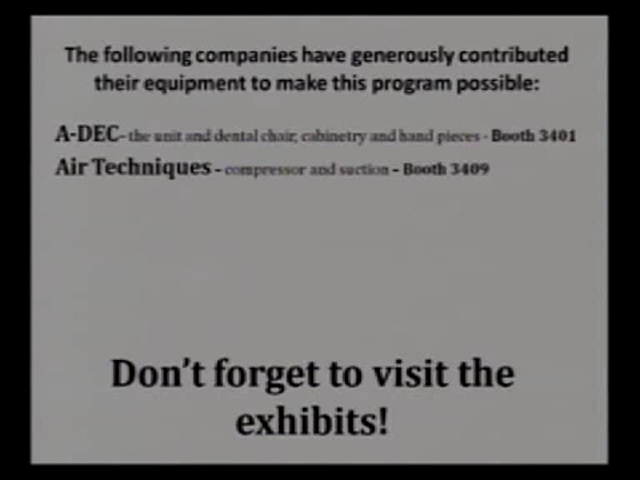 The following companies have generously contributed
their equipment to make this program possible:
A-DEC- the unit and dental chair, cabinetry and hand pieces - Booth 3401
Air Techniques - compressor and suction - Booth 3409
Don't forget to visit the
exhibits!